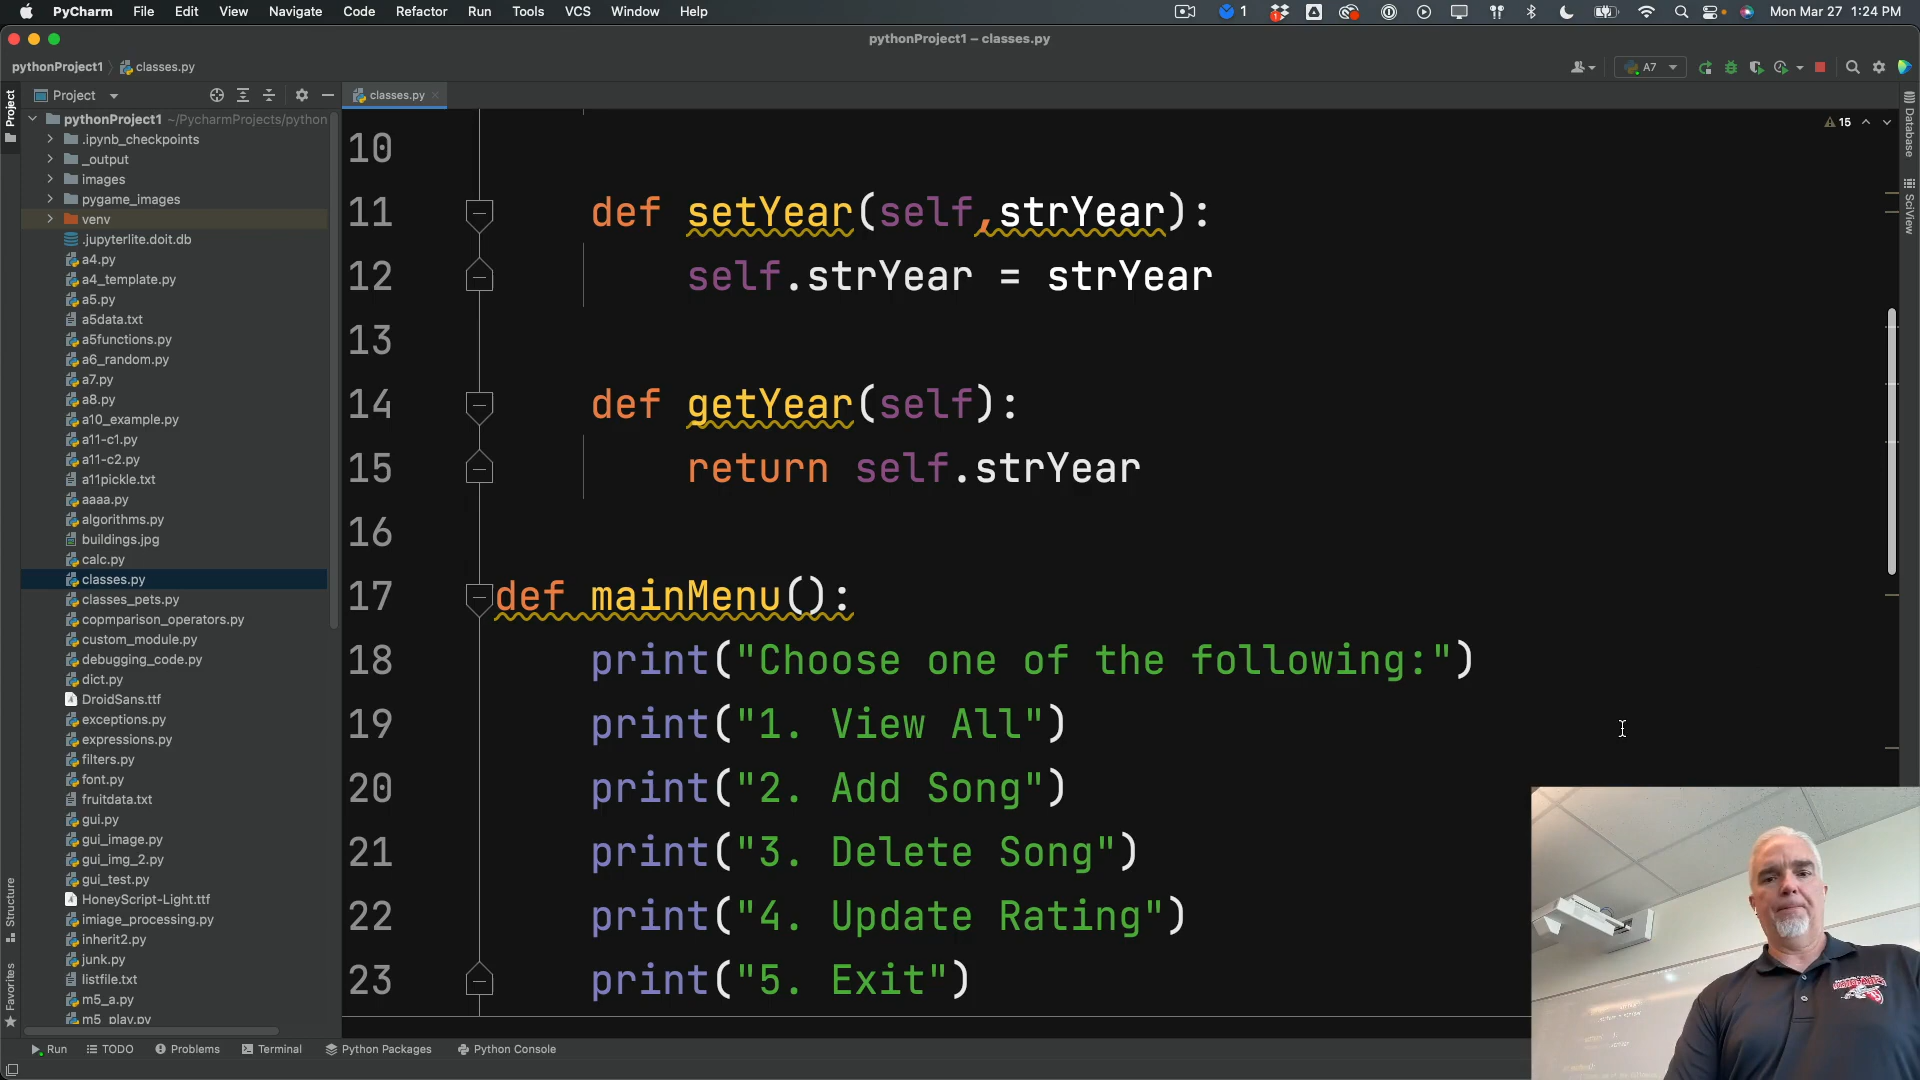 PyCharm File Edit View Navigate Code Refactor Run Tools VCS Window Help 1 Mon Mar 27 1:24 PM
pythonProject1 – classes.py
pythonProject1 classes.py A7
Project
Project
classes.py
pythonProject1 ~/PycharmProjects/python
.ipynb_checkpoints
_output
images
pygame_images
venv
.jupyterlite.doit.db
a4.py
a4_template.py
a5.py
a5data.txt
a5functions.py
a6_random.py
a7.py
a8.py
a10_example.py
a11-c1.py
a11-c2.py
a11pickle.txt
aaaa.py
algorithms.py
buildings.jpg
calc.py
classes.py
classes_pets.py
copmparison_operators.py
custom_module.py
debugging_code.py
dict.py
DroidSans.ttf
exceptions.py
expressions.py
filters.py
font.py
fruitdata.txt
gui.py
gui_image.py
gui_img_2.py
gui_test.py
HoneyScript-Light.ttf
imiage_processing.py
inherit2.py
junk.py
listfile.txt
m5_a.py
m5_play.py
Structure
Favorites
15
Database
SciView
10
11 def setYear(self,strYear):
12 self.strYear = strYear
13
14 def getYear(self):
15 return self.strYear
16
17 def mainMenu():
18 print("Choose one of the following:")
19 print("1. View All")
20 print("2. Add Song")
21 print("3. Delete Song")
22 print("4. Update Rating")
23 print("5. Exit")
Run TODO Problems Terminal Python Packages Python Console